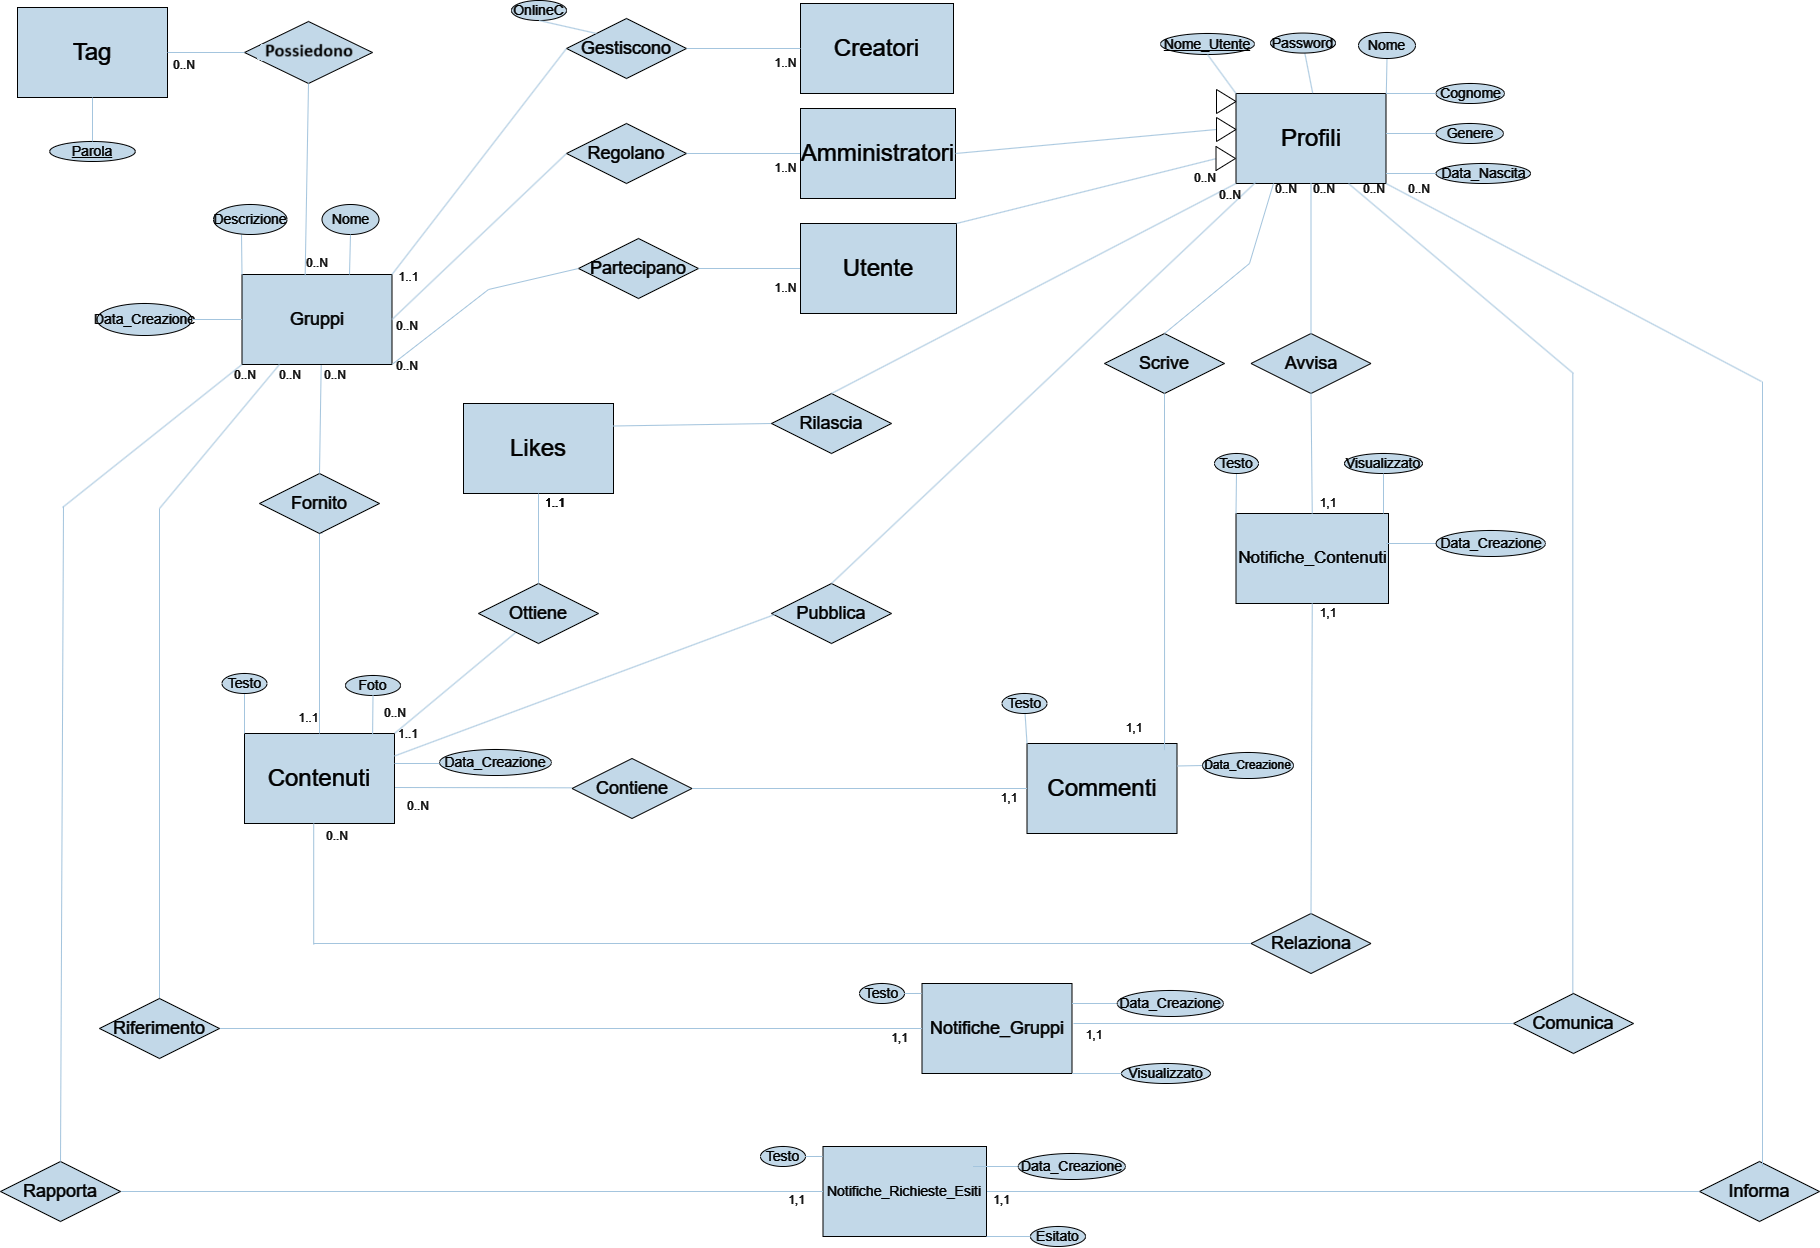 OnlineC
Tag
Possiedono
Gestiscono
Creatori
0..N
1..N
Nome_Utente
Password
Nome
Cognome
Parola
Regolano
Amministratori
1..N
Profili
Genere
Data_Nascita
0..N
0..N
0..N
0..N
0..N
0..N
Descrizione
Nome
0..N
1..1
Partecipano
Utente
1..N
Data_Creazione
Gruppi
0..N
0..N
0..N
0..N
0..N
Scrive
Avvisa
Likes
Rilascia
1..1
Fornito
Testo
Visualizzato
1,1
Notifiche_Contenuti
Data_Creazione
1,1
Ottiene
Pubblica
Testo
Foto
0..N
1..1
1..1
Contenuti
Data_Creazione
0..N
0..N
Contiene
Testo
1,1
1,1
Commenti
Data_Creazione
Relaziona
Riferimento
1,1
Testo
Notifiche_Gruppi
Data_Creazione
1,1
Visualizzato
Comunica
Rapporta
1,1
Testo
Notifiche_Richieste_Esiti
Data_Creazione
1,1
Esitato
Informa